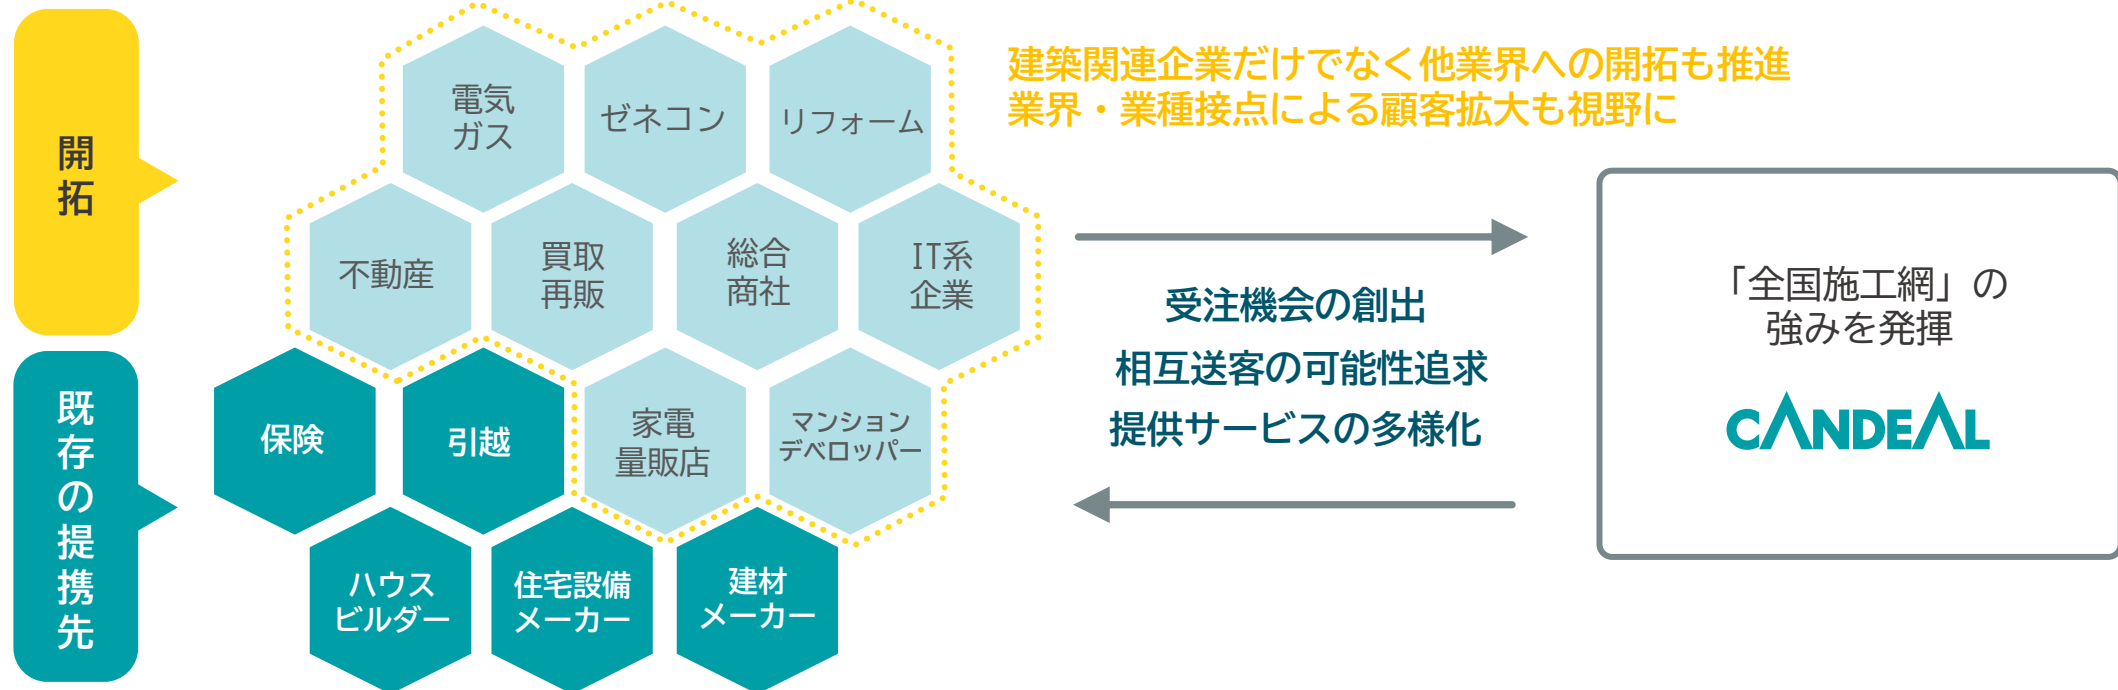 開拓
電気
ガス
ゼネコン
リフォーム
不動産
買取
再販
総合
商社
IT系
企業
既存の提携先
保険
引越
家電
量販店
マンション
デベロッパー
ハウス
ビルダー
住宅設備
メーカー
建材
メーカー
建築関連企業だけでなく他業界への開拓も推進
業界・業種接点による顧客拡大も視野に
受注機会の創出
相互送客の可能性追求
提供サービスの多様化
「全国施工網」の
強みを発揮
CANDEAL